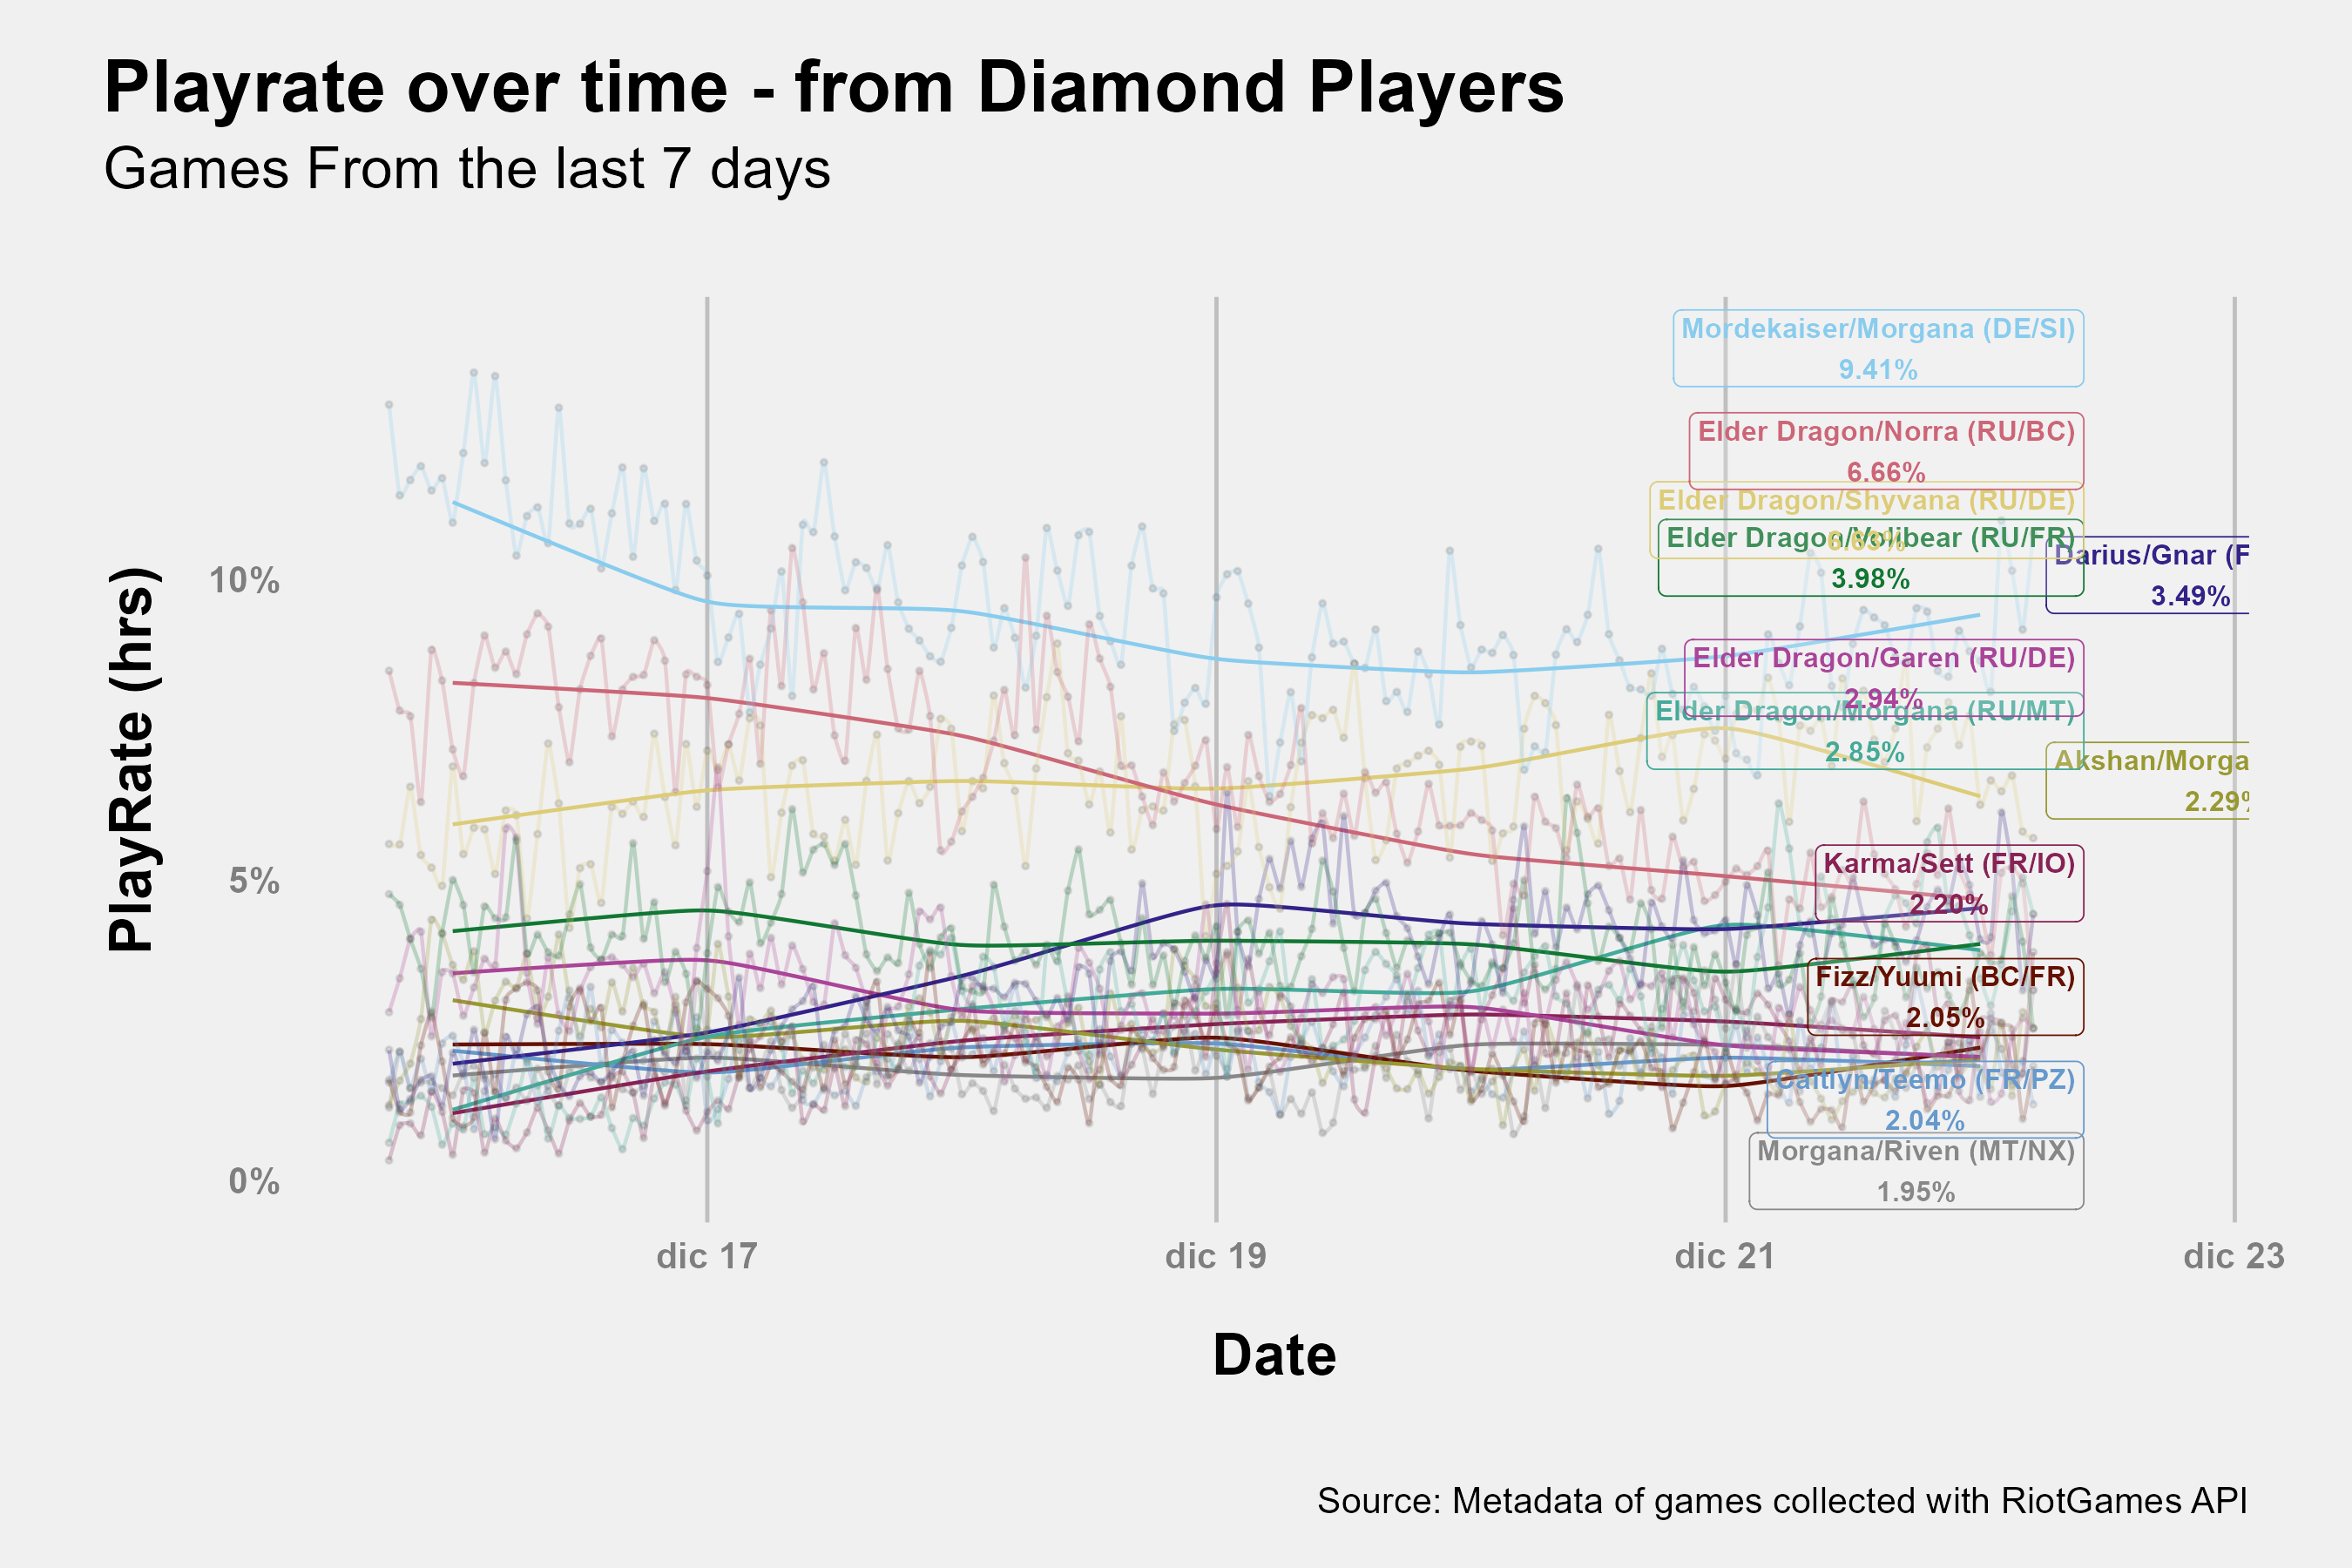 Playrate over time - from Diamond Players
Games From the last 7 days
PlayRate (hrs)
10%
5%
0%
Mordekaiser/Morgana (DE/SI)
9.41%
Elder Dragon/Norra (RU/BC)
6.66%
Elder Dragon/Shyvana (RU/DE)
Elder Dragon/Volibear (RU/FR)
3.98%
Darius/Gnar (F
3.49%
Elder Dragon/Garen (RU/DE)
2.94%
Elder Dragon/Morgana (RU/MT)
2.85%
Akshan/Morga
2.29%
Karma/Sett (FR/IO)
2.20%
Fizz/Yuumi (BC/FR)
2.05%
Caitlyn/Teemo (FR/PZ)
2.04%
Morgana/Riven (MT/NX)
1.95%
dic 17
dic 19
dic 21
dic 23
Date
Source: Metadata of games collected with RiotGames API